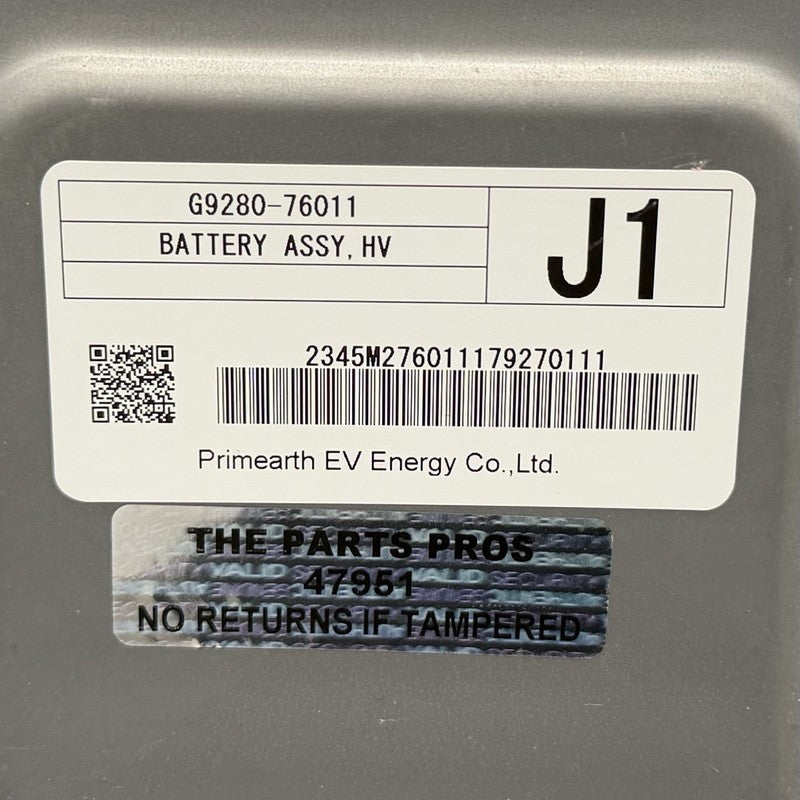 G9280-76011
BATTERY ASSY, HV
J1
2345M276011179270111
Primearth EV Energy Co.,Ltd.
THE PARTS PROS
47951
NO RETURNS IF TAMPERED